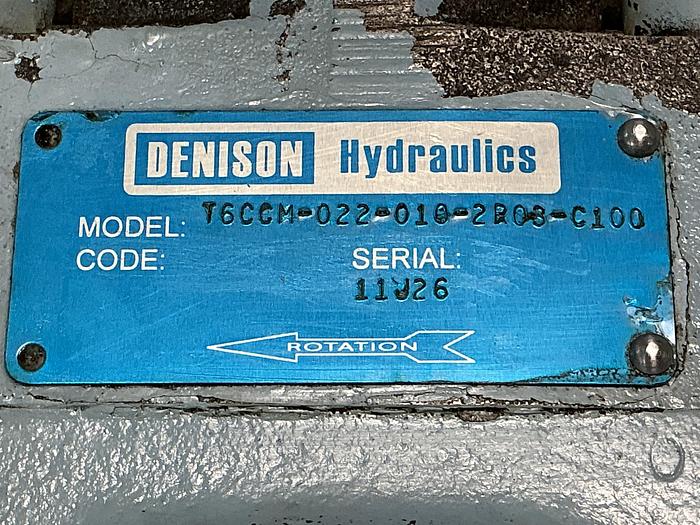 DENISON Hydraulics
MODEL: T6CCM-022-010-2R03-C100
CODE: SERIAL:
11J26
ROTATION